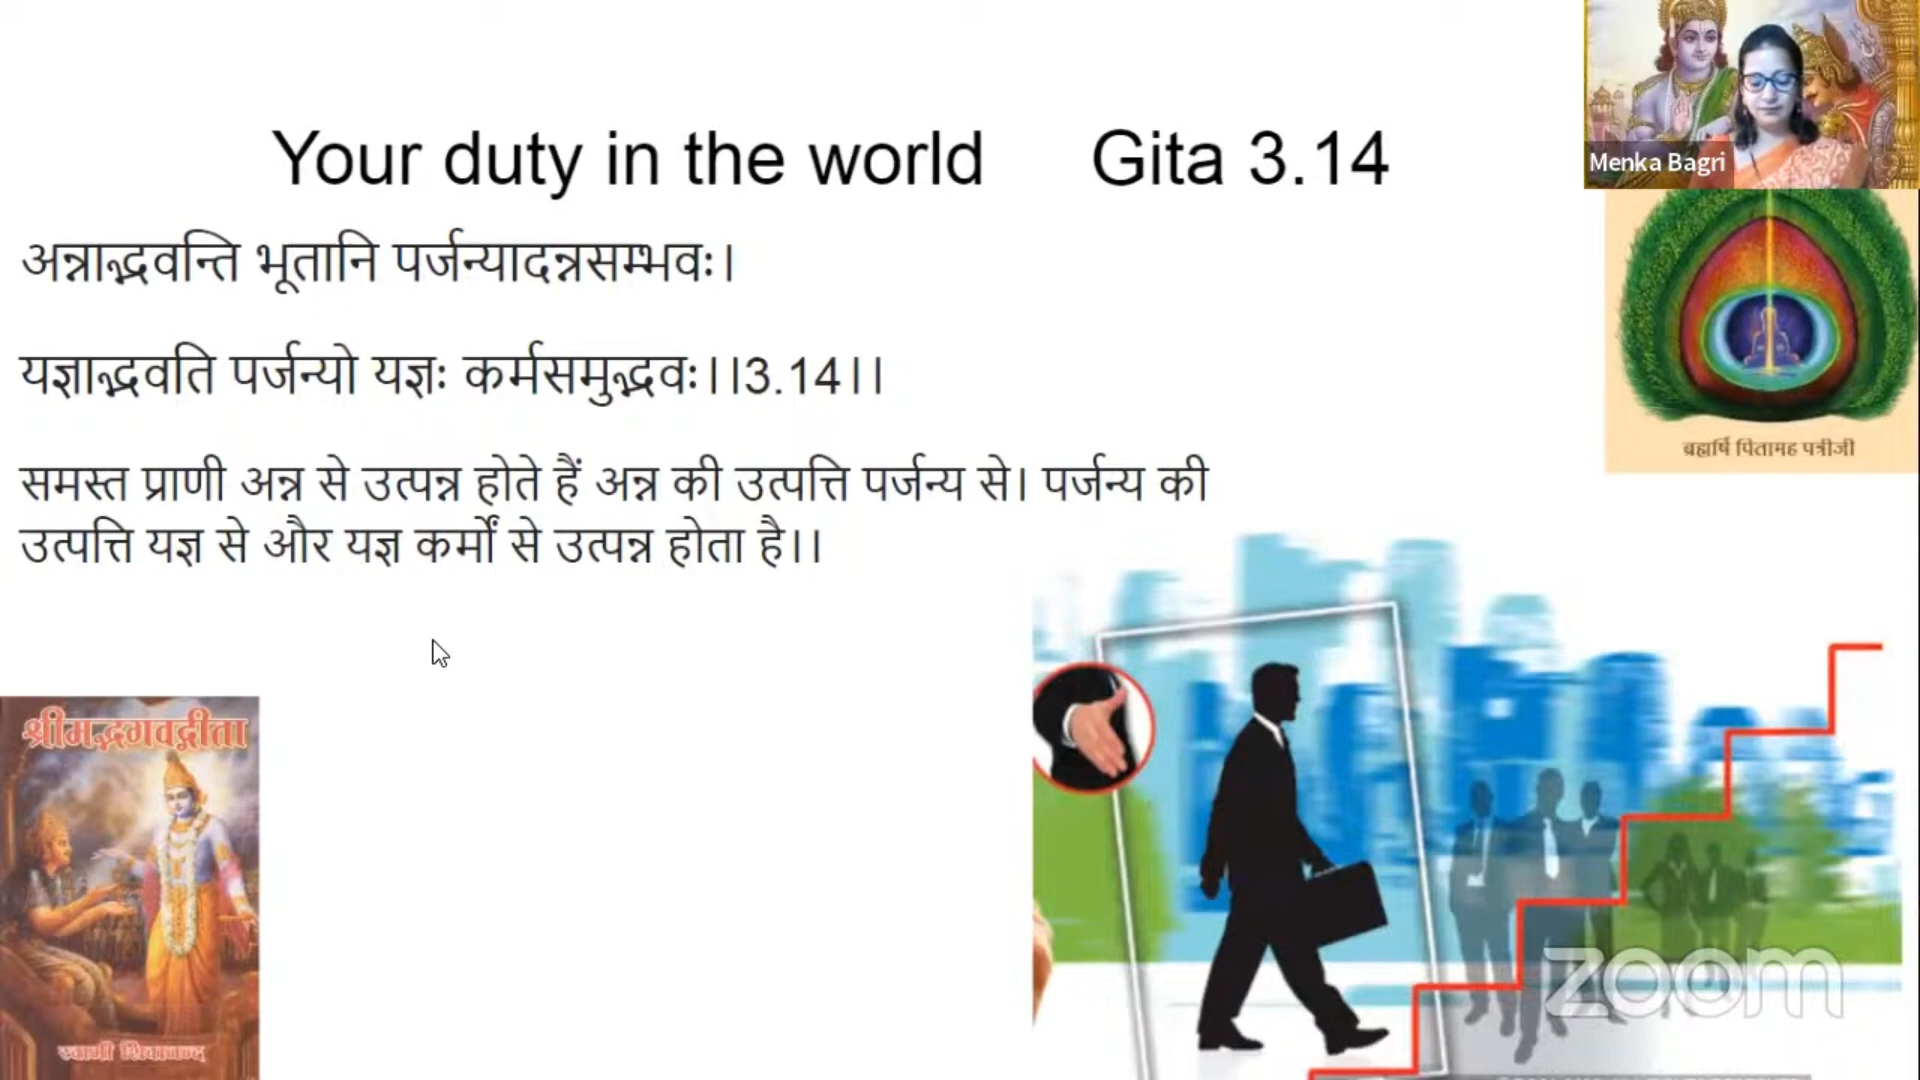 Your duty in the world Gita 3.14
Menka Bagri
अन्नाद्भवन्ति भूतानि पर्जन्यादन्नसम्भवः।
यज्ञाद्भवति पर्जन्यो यज्ञः कर्मसमुद्भवः।।3.14।।
ब्रह्मर्षि पितामह पत्रीजी
समस्त प्राणी अन्न से उत्पन्न होते हैं अन्न की उत्पत्ति पर्जन्य से। पर्जन्य की
उत्पत्ति यज्ञ से और यज्ञ कर्मों से उत्पन्न होता है।।
श्रीमद्भगवद्गीता
स्वामी शिवानन्द
zoom